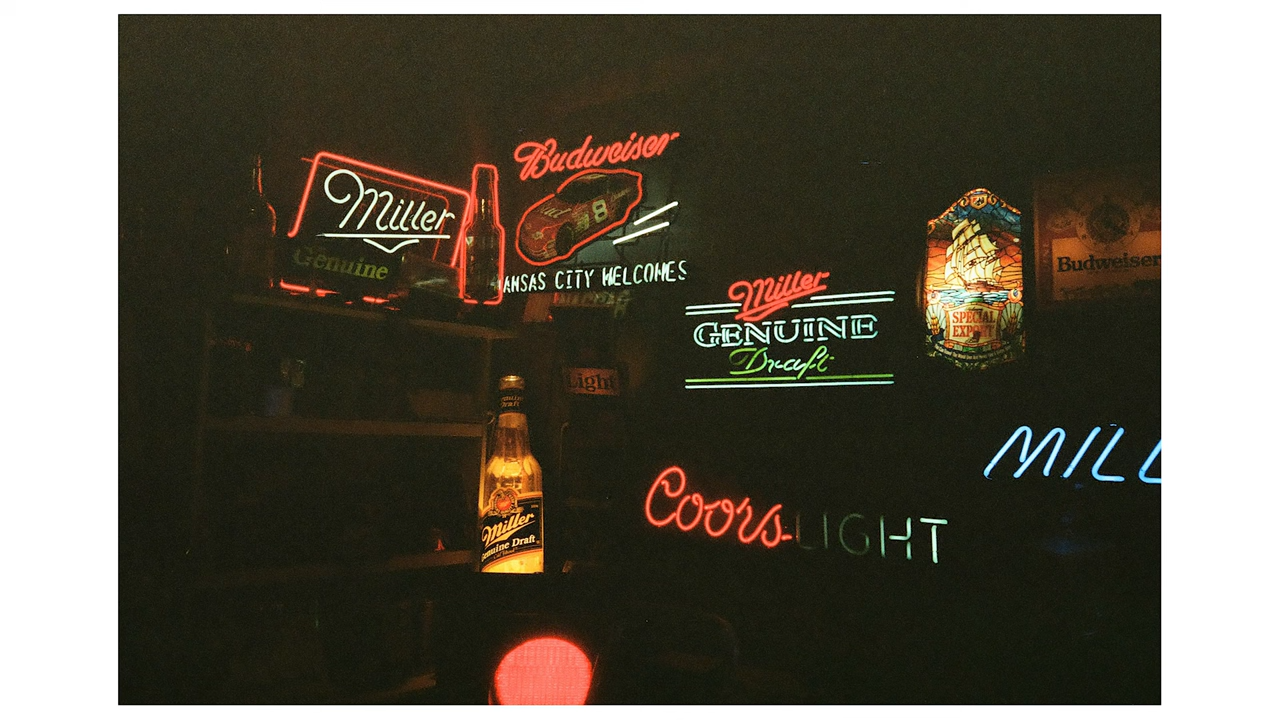 Budweiser
8
Miller
Genuine
KANSAS CITY WELCOMES
Miller
GENUINE
Draft
SPECIAL
EXPORT
Budweiser
Light
MILL
Coors LIGHT
Miller
Genuine Draft